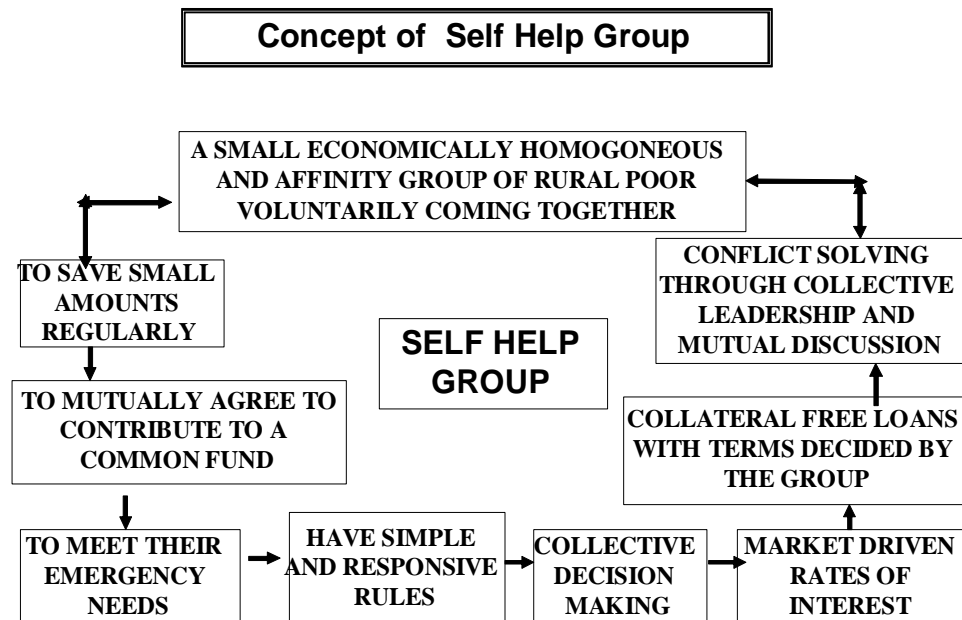 Concept of Self Help Group
A SMALL ECONOMICALLY HOMOGONEOUS
AND AFFINITY GROUP OF RURAL POOR
VOLUNTARILY COMING TOGETHER
TO SAVE SMALL
AMOUNTS
REGULARLY
TO MUTUALLY AGREE TO
CONTRIBUTE TO A
COMMON FUND
TO MEET THEIR
EMERGENCY
NEEDS
HAVE SIMPLE
AND RESPONSIVE
RULES
COLLECTIVE
DECISION
MAKING
MARKET DRIVEN
RATES OF
INTEREST
COLLATERAL FREE LOANS
WITH TERMS DECIDED BY
THE GROUP
CONFLICT SOLVING
THROUGH COLLECTIVE
LEADERSHIP AND
MUTUAL DISCUSSION
SELF HELP
GROUP